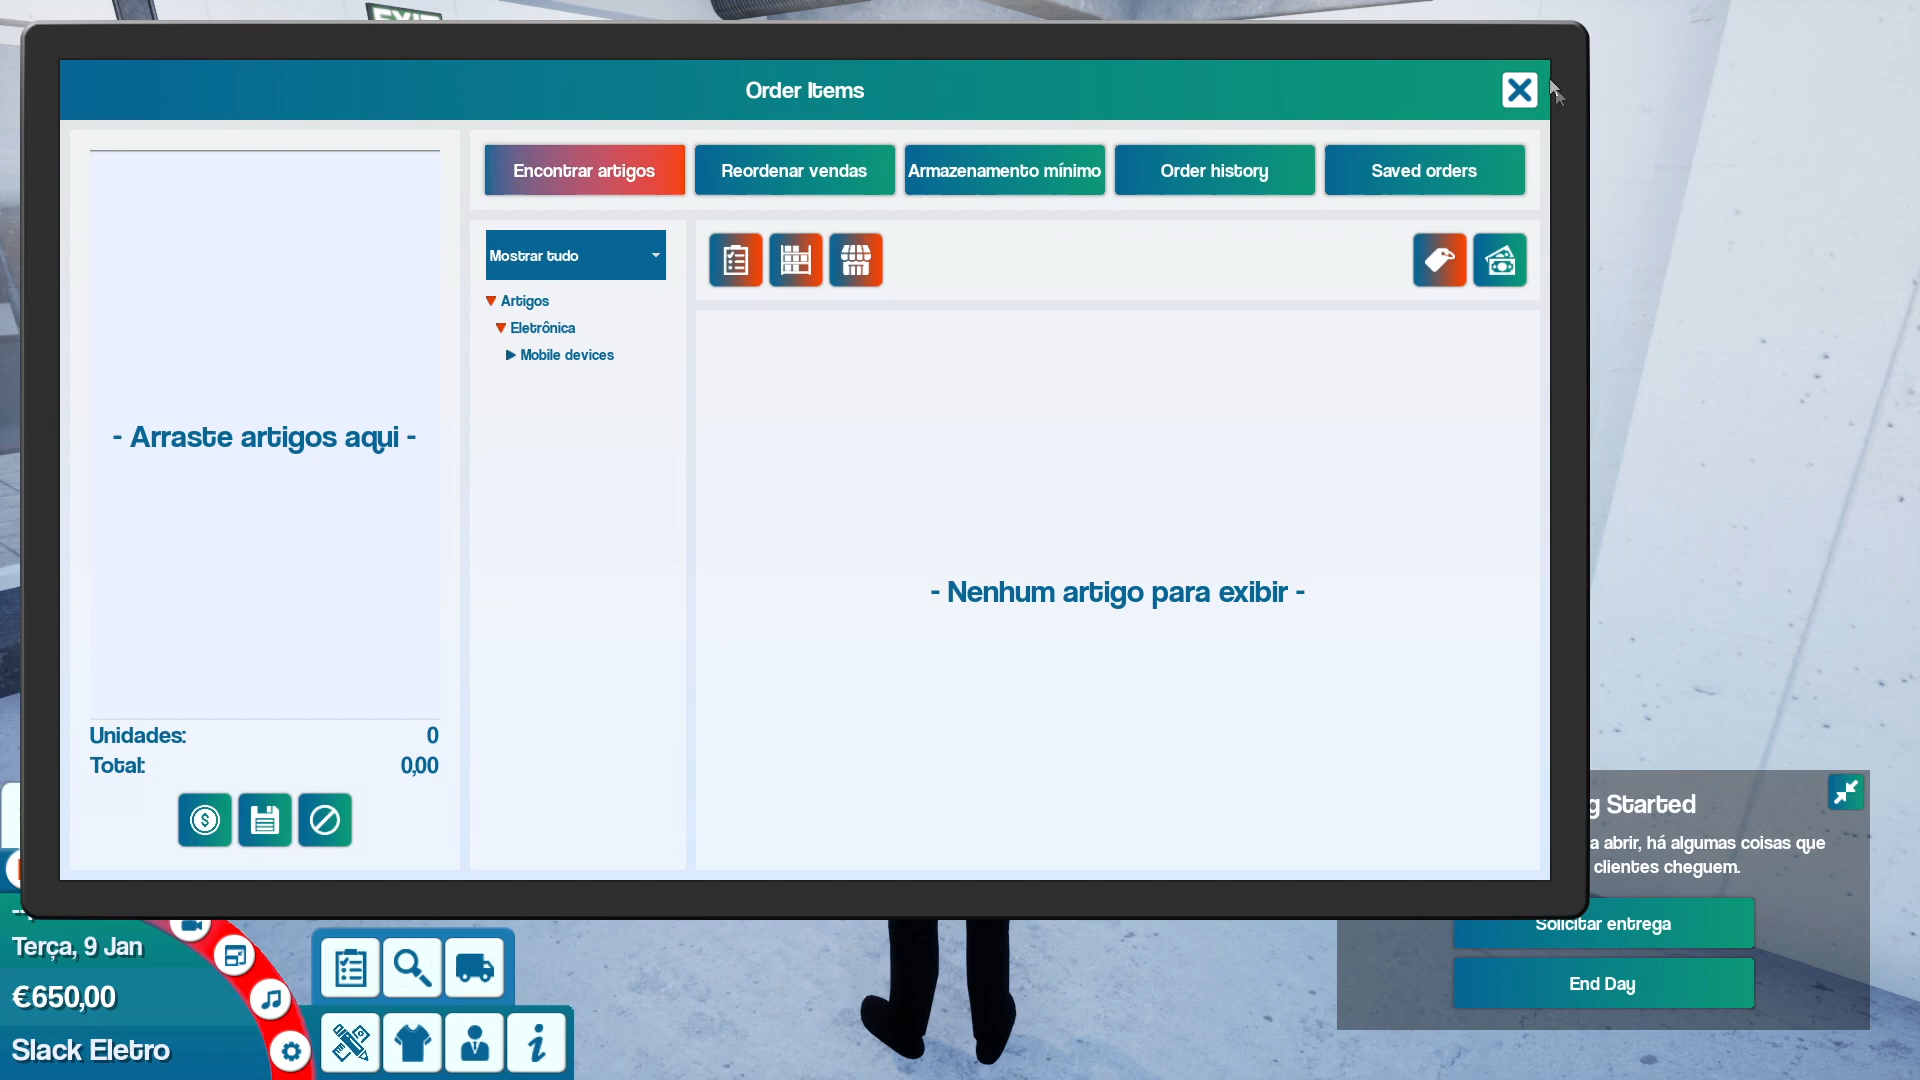 EXIT
Order Items
Encontrar artigos
Reordenar vendas
Armazenamento mínimo
Order history
Saved orders
Mostrar tudo
Artigos
Eletrônica
Mobile devices
- Arraste artigos aqui -
- Nenhum artigo para exibir -
Unidades: 0
Total: 0,00
g Started
a abrir, há algumas coisas que
clientes cheguem.
Solicitar entrega
End Day
Terça, 9 Jan
€650,00
Slack Eletro